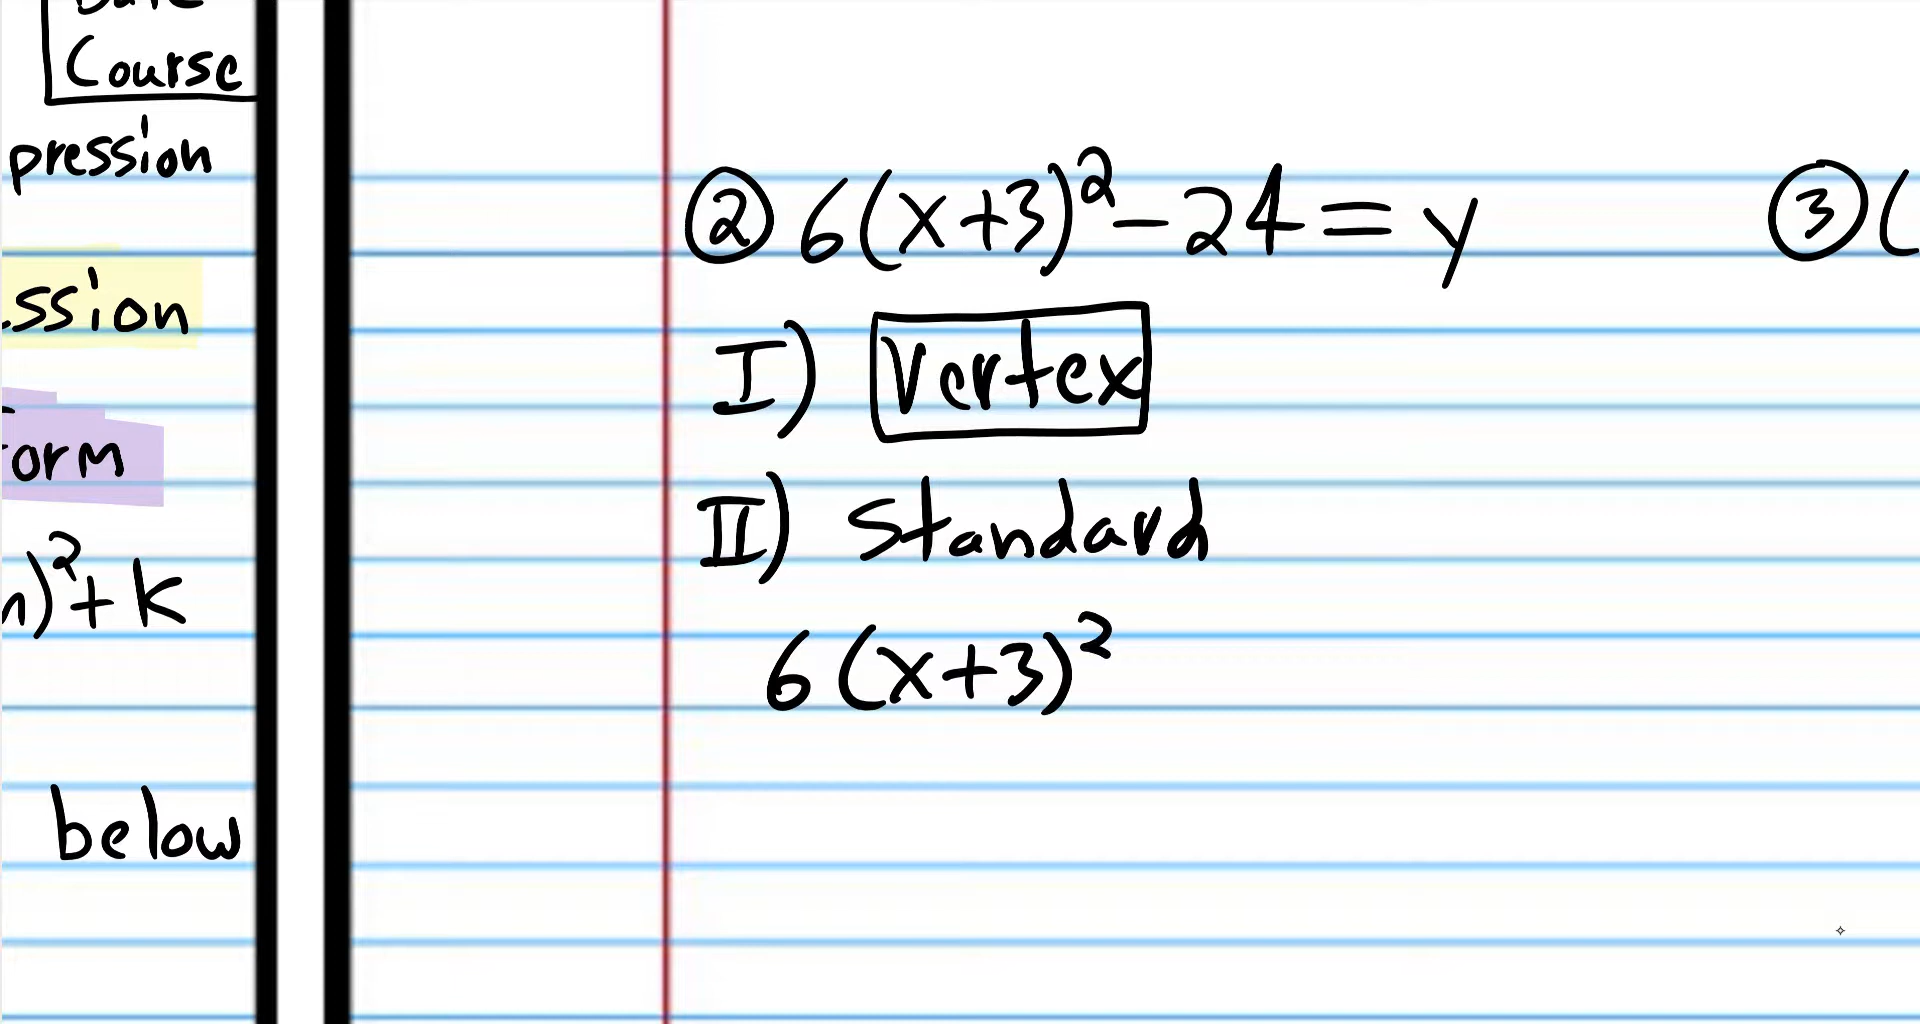 Course
pression
ssion
orm
)²+k
below
② 6(x+3)²-24=y
I) Vertex
II) Standard
6(x+3)²
③(